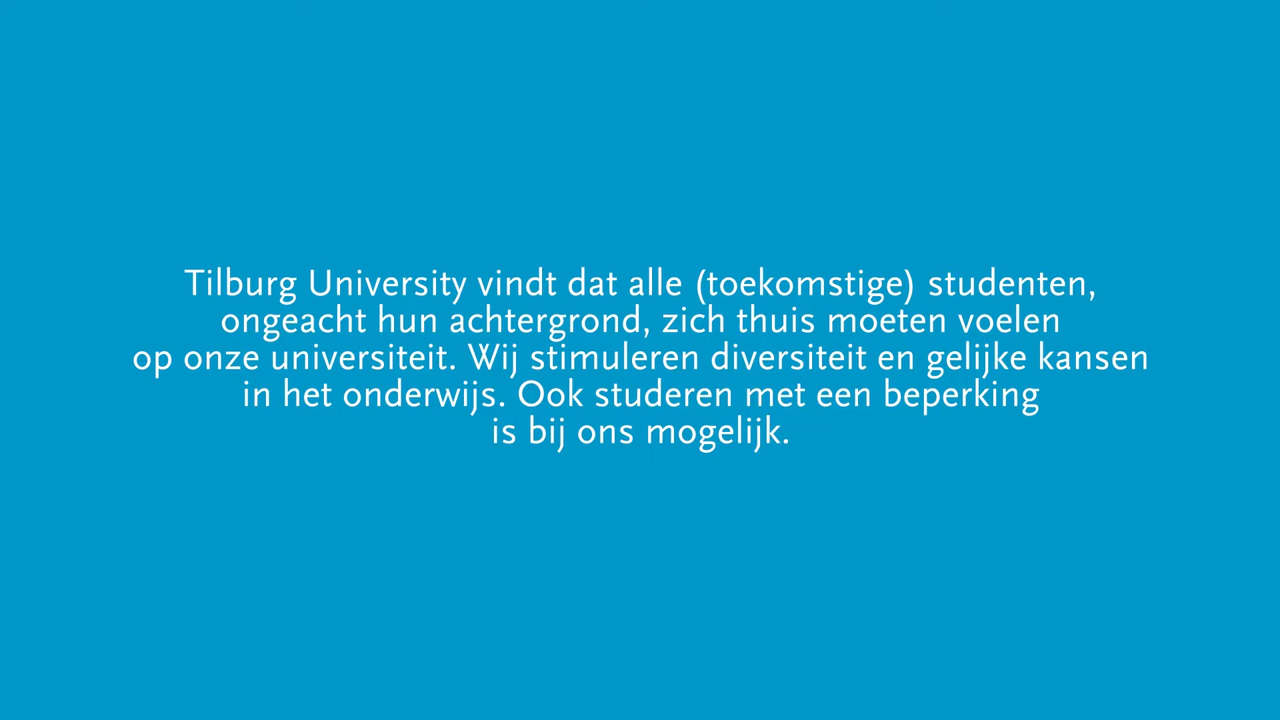 Tilburg University vindt dat alle (toekomstige) studenten,
ongeacht hun achtergrond, zich thuis moeten voelen
op onze universiteit. Wij stimuleren diversiteit en gelijke kansen
in het onderwijs. Ook studeren met een beperking
is bij ons mogelijk.